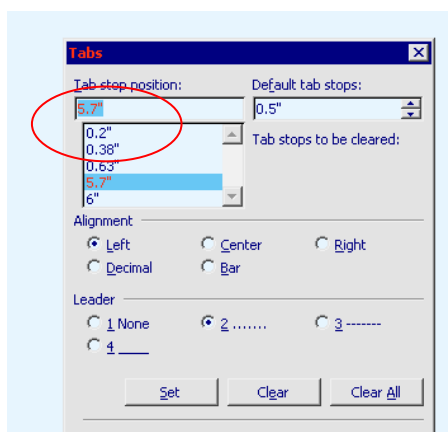 Tabs
Tab stop position:
Default tab stops:
5.7"
0.5"
0.2"
0.38"
0.63"
5.7"
6"
Tab stops to be cleared:
Alignment
Left
Center
Right
Decimal
Bar
Leader
1 None
2 .......
3 -------
4 ____
Set
Clear
Clear All